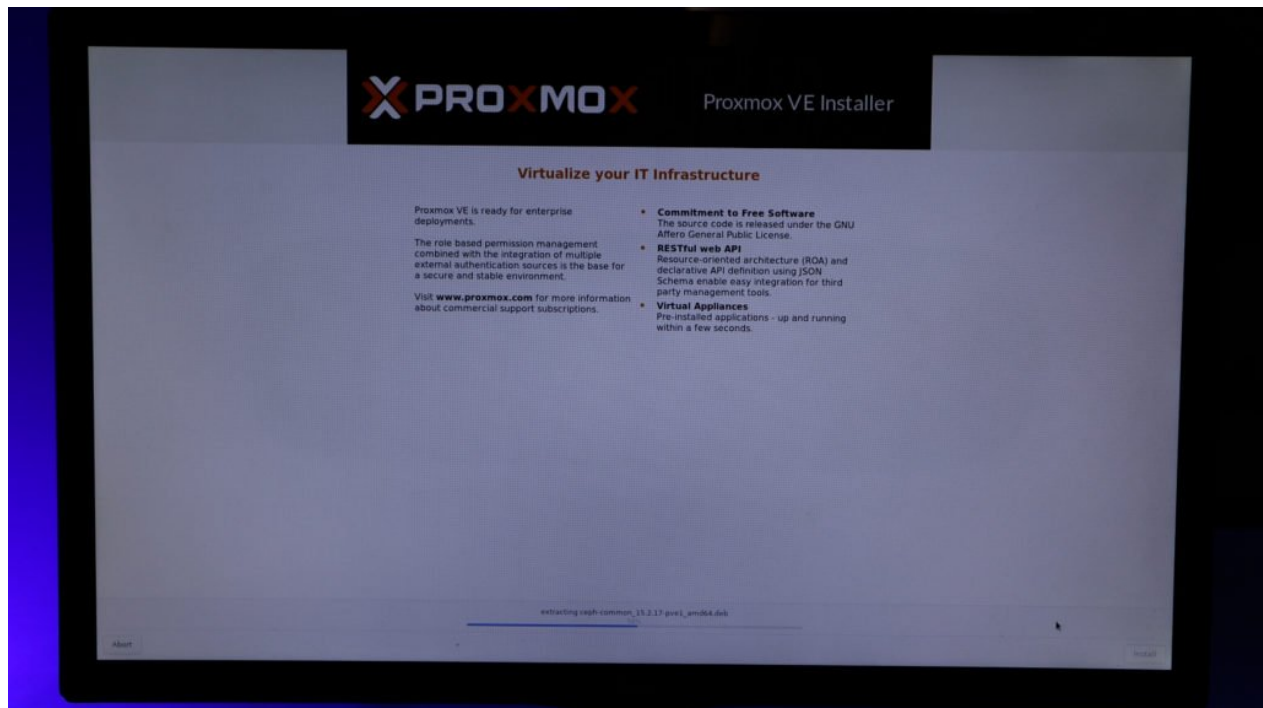 PROXMOX
Proxmox VE Installer
Virtualize your IT Infrastructure
Proxmox VE is ready for enterprise
deployments.
The role based permission management
combined with the integration of multiple
external authentication sources is the base for
a secure and stable environment.
Visit www.proxmox.com for more information
about commercial support subscriptions.
• Commitment to Free Software
The source code is released under the GNU
Affero General Public License.
• RESTful web API
Resource-oriented architecture (ROA) and
declarative API definition using JSON
Schema enable easy integration for third
party management tools.
• Virtual Appliances
Pre-installed applications - up and running
within a few seconds.
extracting ceph-common_15.2.17-pve1_amd64.deb
Abort
Install